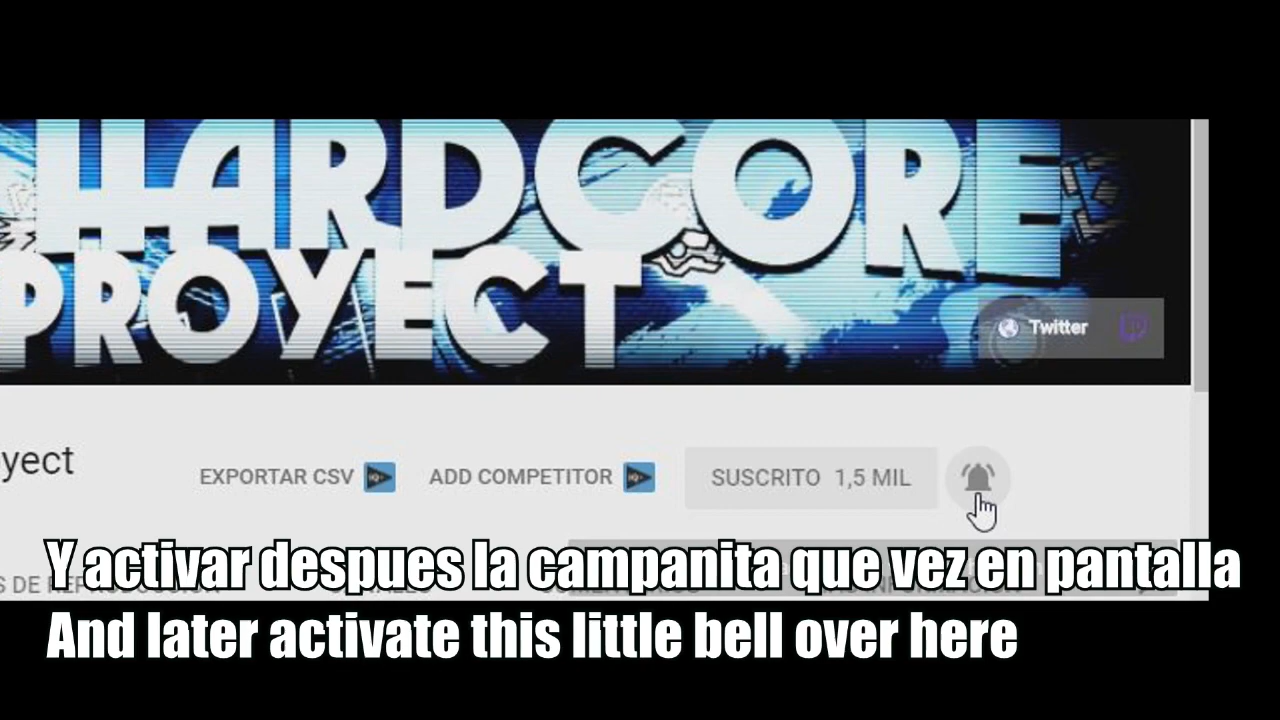 HARDCORE
PROYECT
Twitter
yect
EXPORTAR CSV
ADD COMPETITOR
SUSCRITO 1,5 MIL
Y activar despues la campanita que vez en pantalla
And later activate this little bell over here